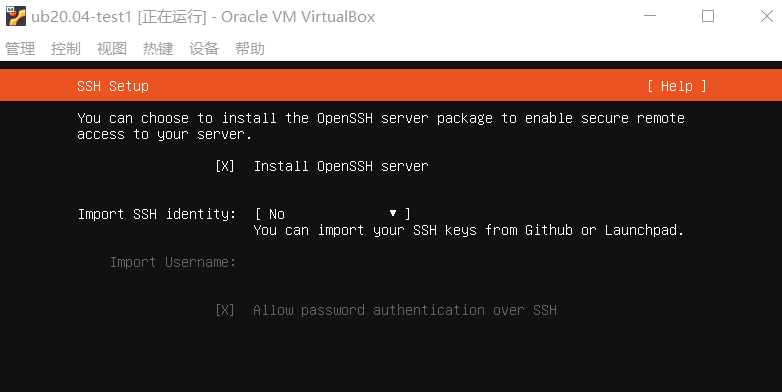 ub20.04-test1 [正在运行] - Oracle VM VirtualBox
管理 控制 视图 热键 设备 帮助
SSH Setup [ Help ]
You can choose to install the OpenSSH server package to enable secure remote
access to your server.
[X] Install OpenSSH server
Import SSH identity: [ No ▾ ]
You can import your SSH keys from Github or Launchpad.
Import Username:
[X] Allow password authentication over SSH